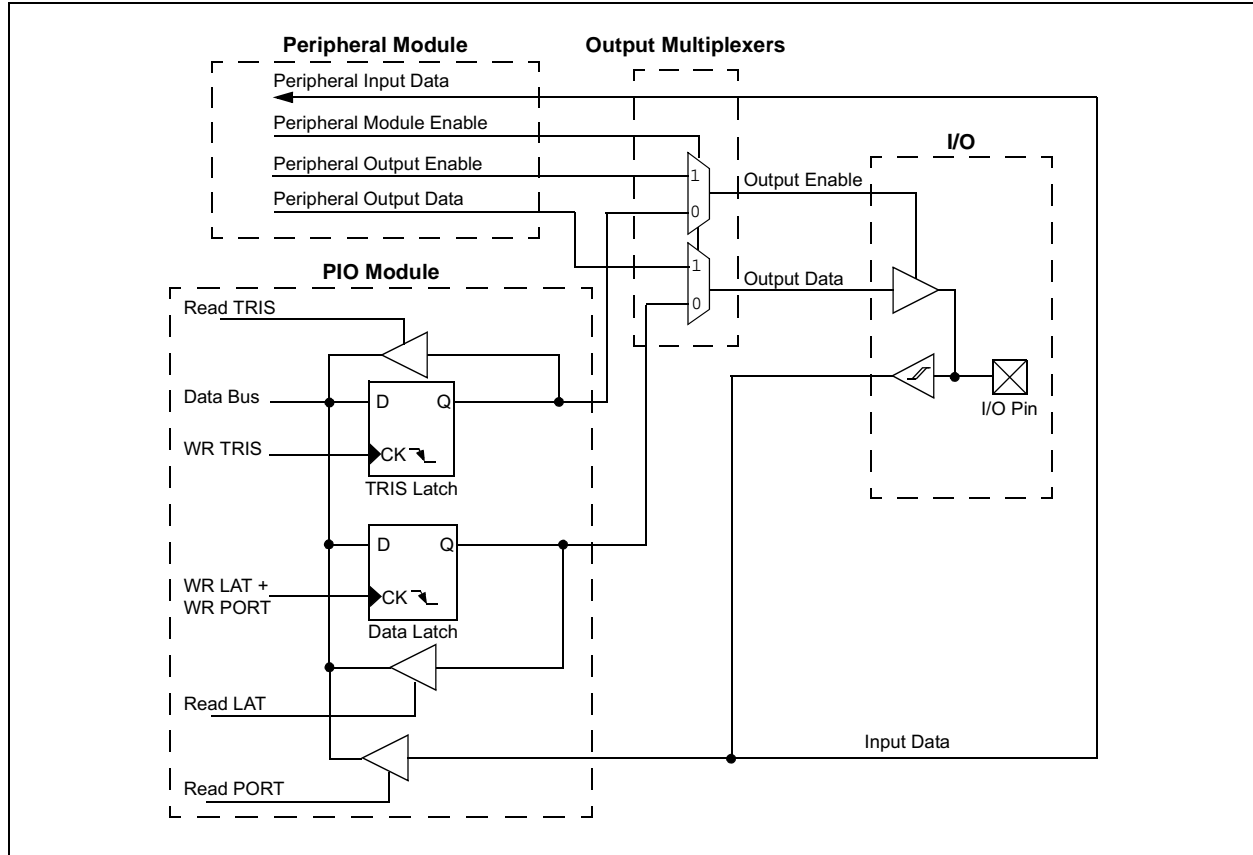 Peripheral Module
Output Multiplexers
Peripheral Input Data
Peripheral Module Enable
Peripheral Output Enable
Peripheral Output Data
1
0
1
0
Output Enable
Output Data
I/O
I/O Pin
PIO Module
Read TRIS
Data Bus
D
Q
WR TRIS
CK
TRIS Latch
D
Q
WR LAT +
WR PORT
CK
Data Latch
Read LAT
Read PORT
Input Data